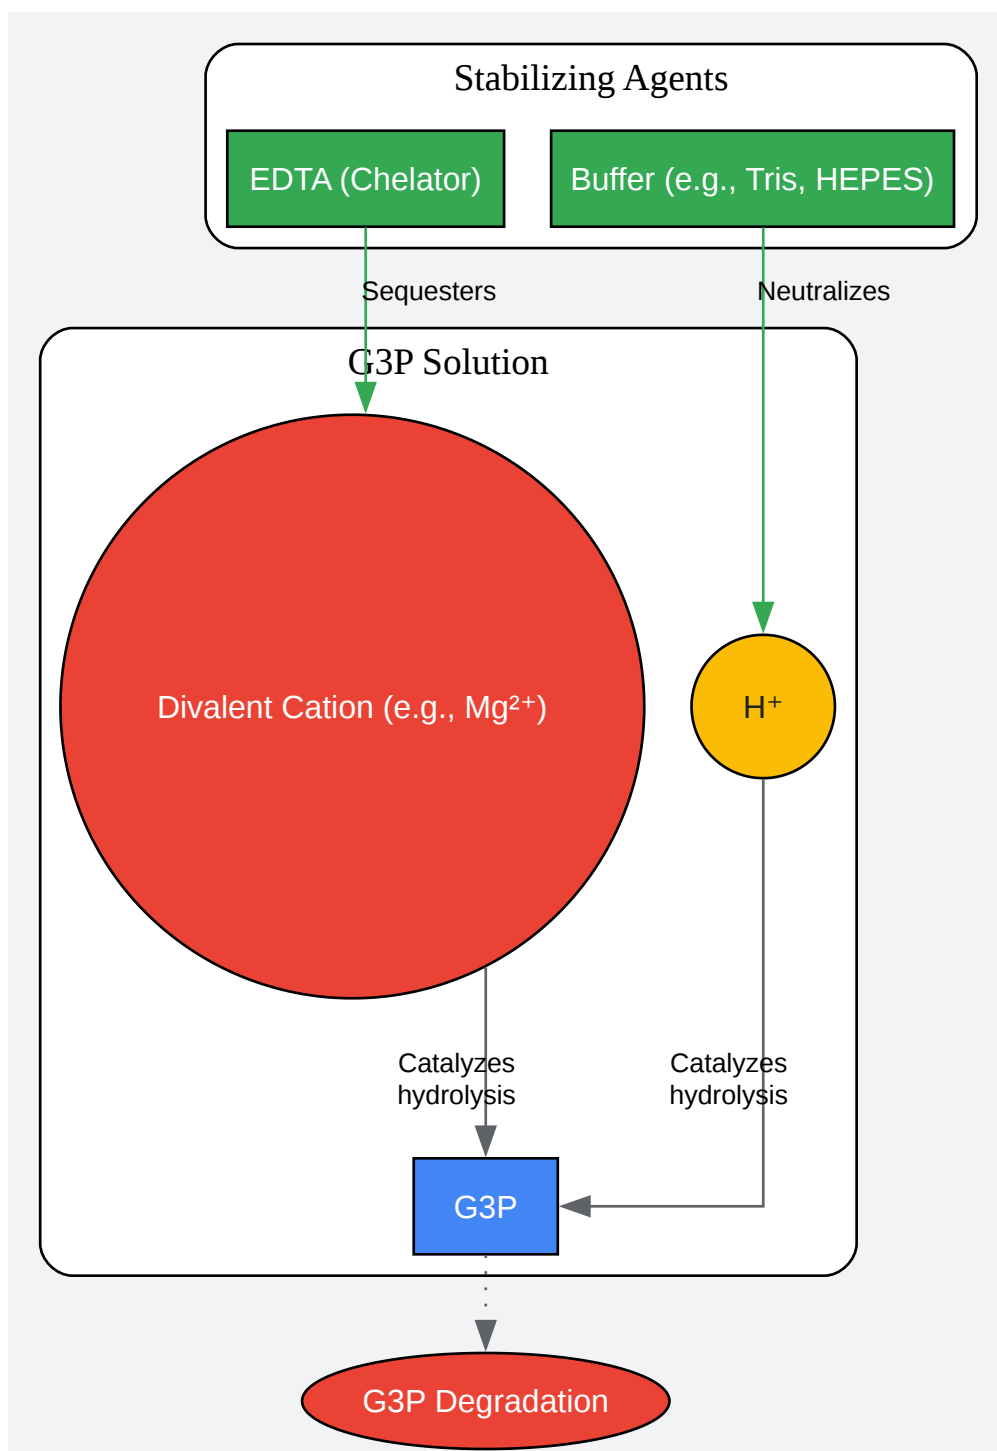 Stabilizing Agents
EDTA (Chelator)
Buffer (e.g., Tris, HEPES)
Sequesters
Neutralizes
G3P Solution
Divalent Cation (e.g., Mg²⁺)
H⁺
Catalyzes
hydrolysis
Catalyzes
hydrolysis
G3P
G3P Degradation